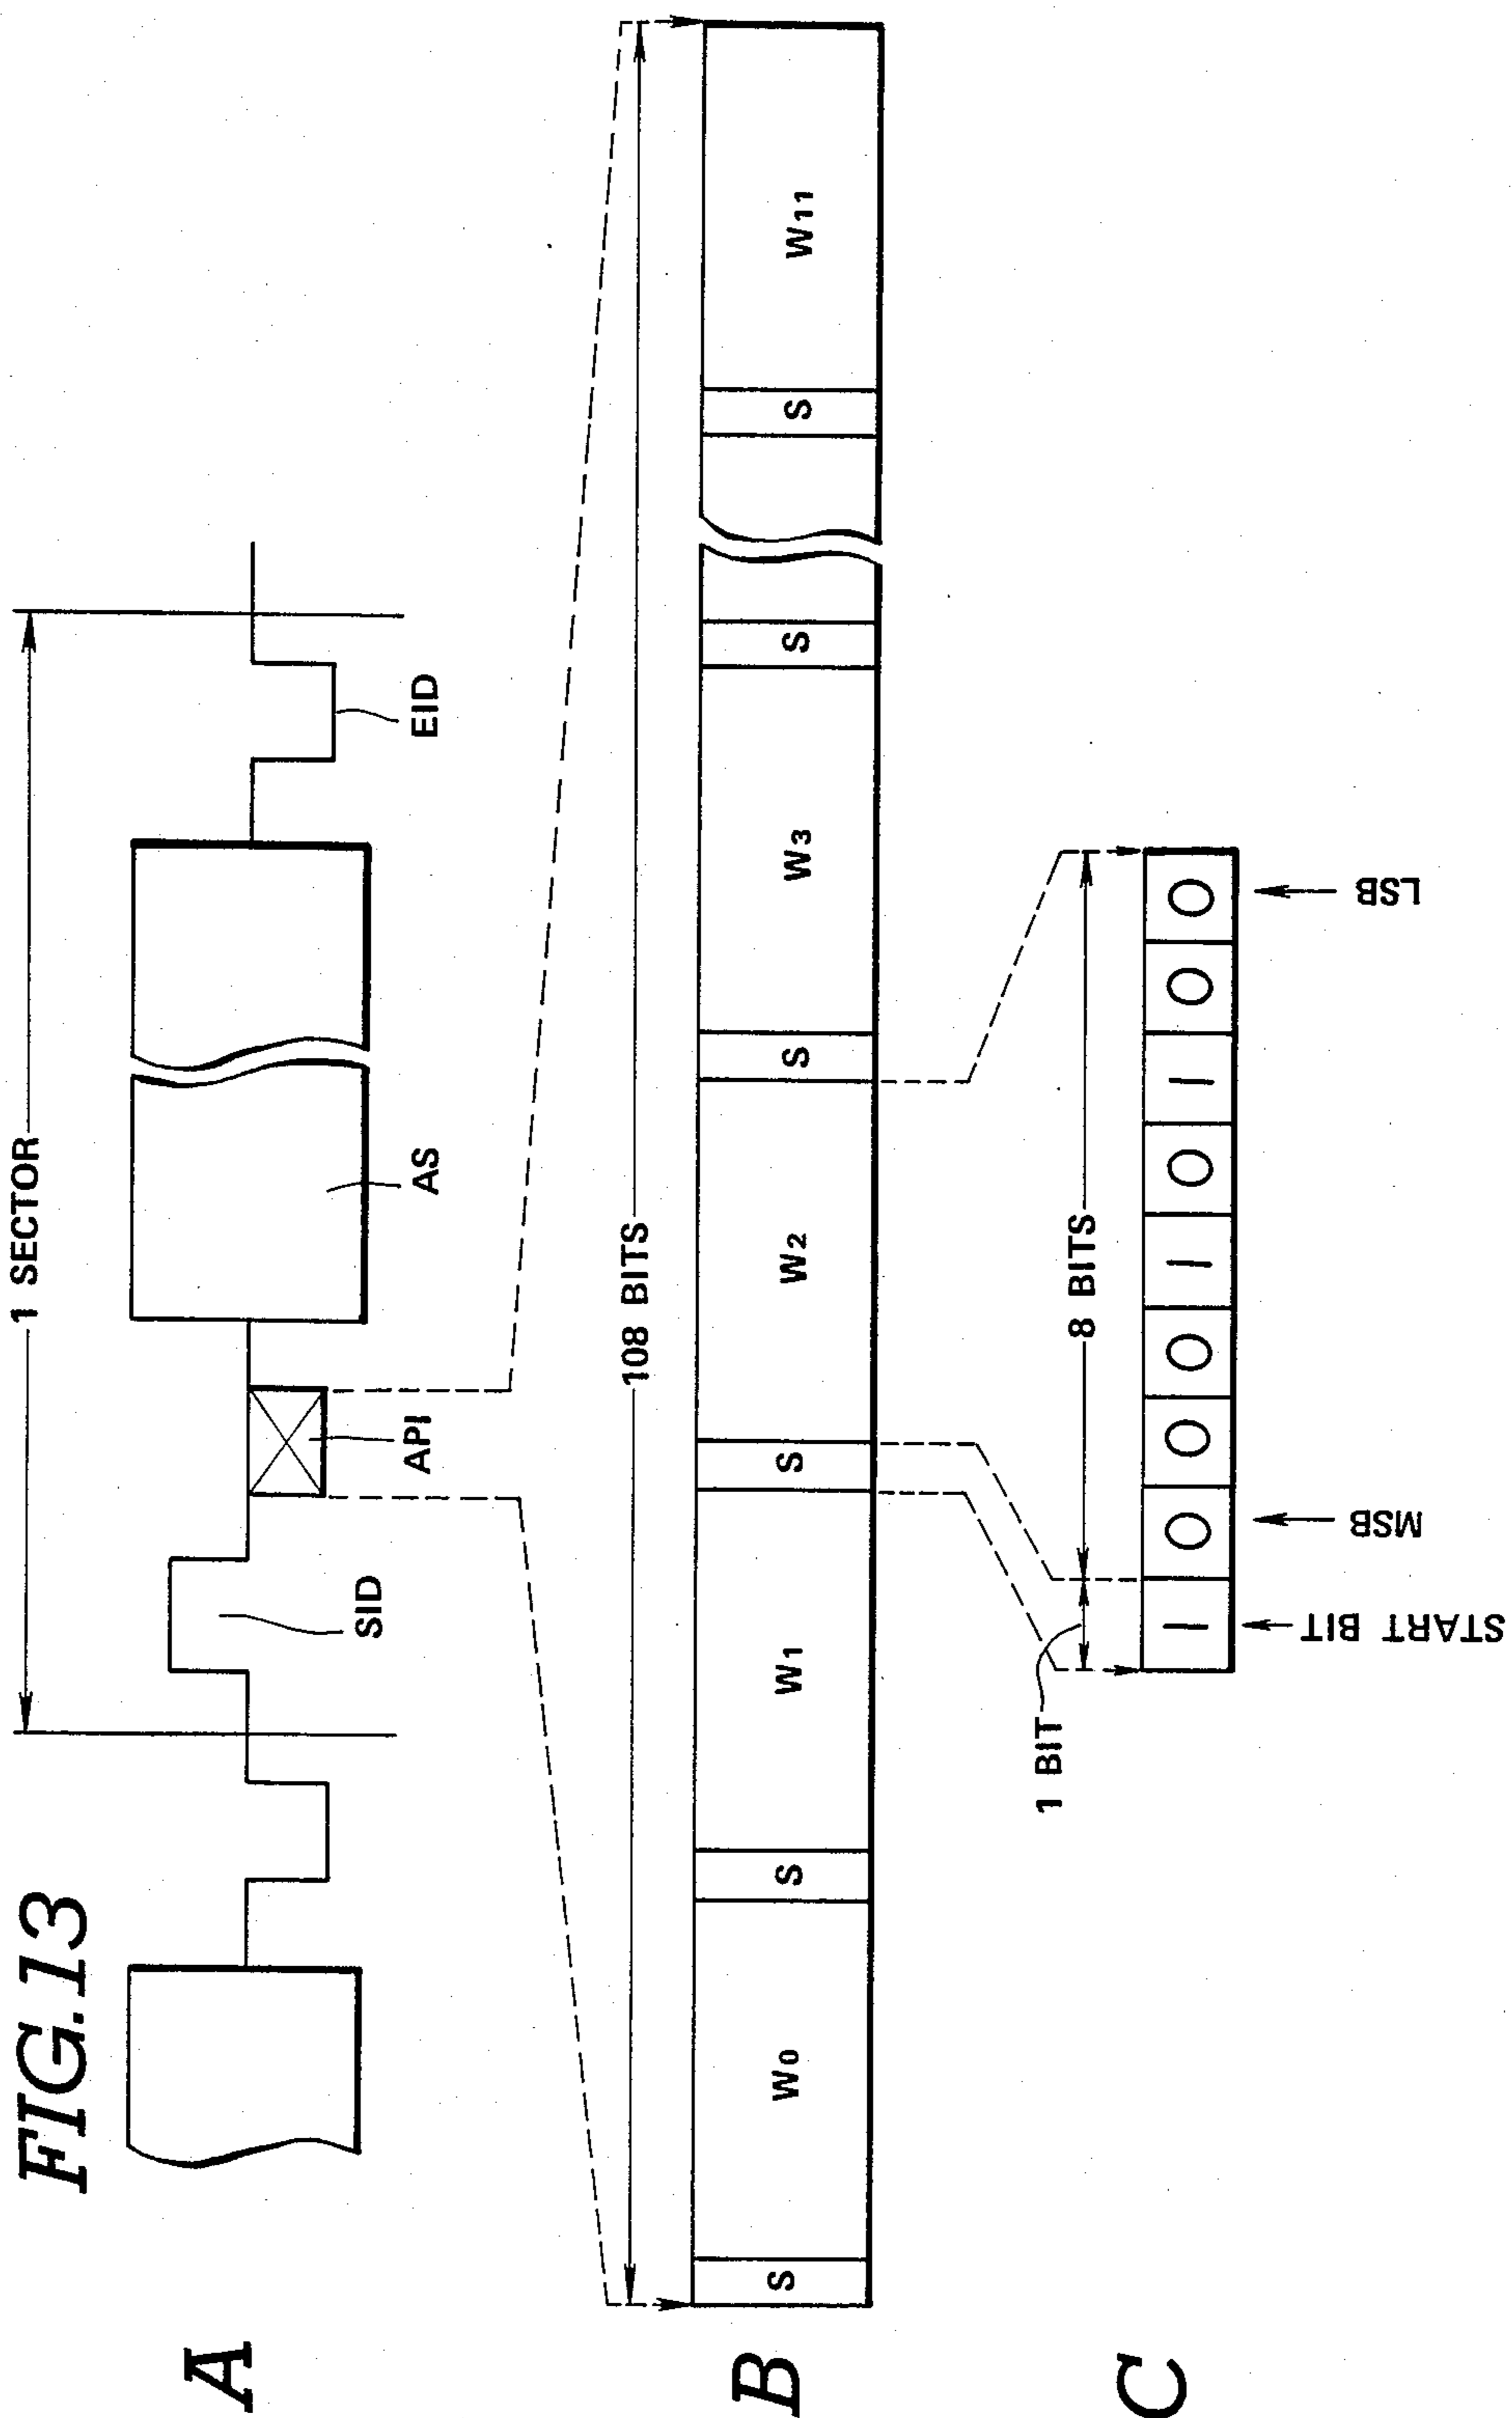 FIG.13
A
1 SECTOR
SID
API
AS
EID
B
108 BITS
S W0 S W1 S W2 S W3 S S W11
C
1 BIT
8 BITS
1 0 0 0 1 0 1 0 0
START BIT
MSB
LSB